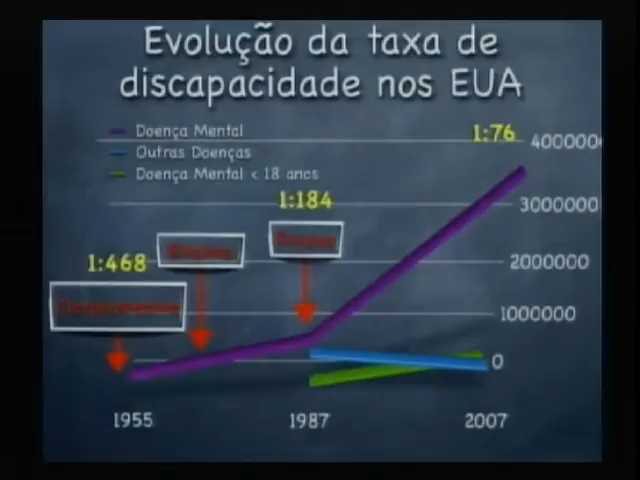 Evolução da taxa de
discapacidade nos EUA
Doença Mental
Outras Doenças
Doença Mental < 18 anos
1:76
4000000
1:184
3000000
1:468
2000000
1000000
0
1955
1987
2007